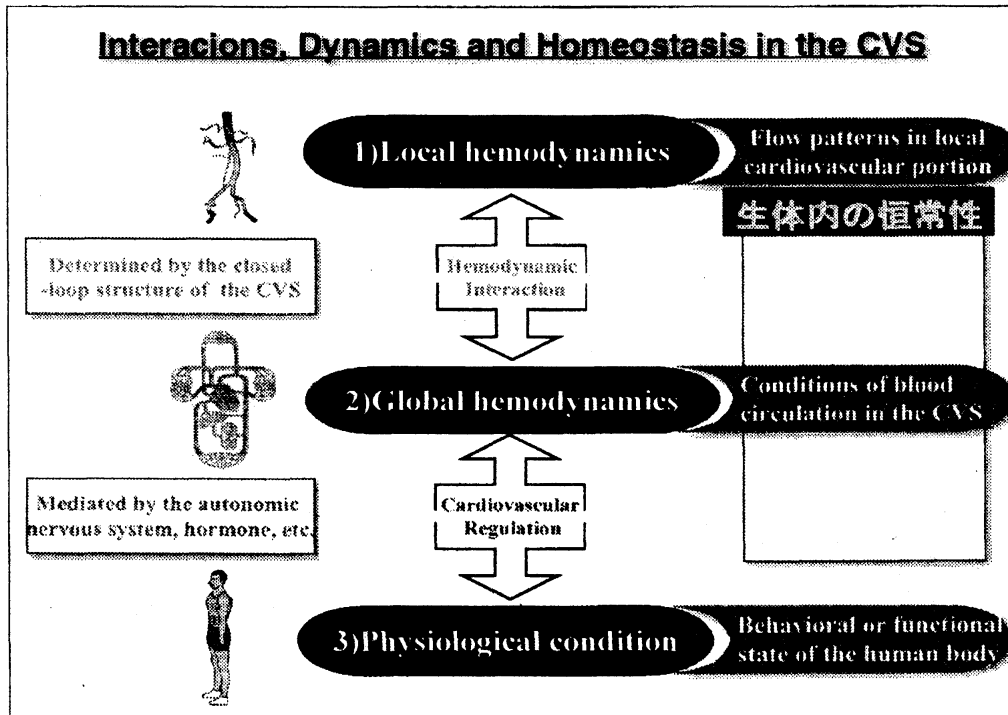 Interacions, Dynamics and Homeostasis in the CVS
1)Local hemodynamics
Flow patterns in local
cardiovascular portion
生体内の恒常性
Determined by the closed
-loop structure of the CVS
Hemodynamic
Interaction
2)Global hemodynamics
Conditions of blood
circulation in the CVS
Mediated by the autonomic
nervous system, hormone, etc.
Cardiovascular
Regulation
3)Physiological condition
Behavioral or functional
state of the human body